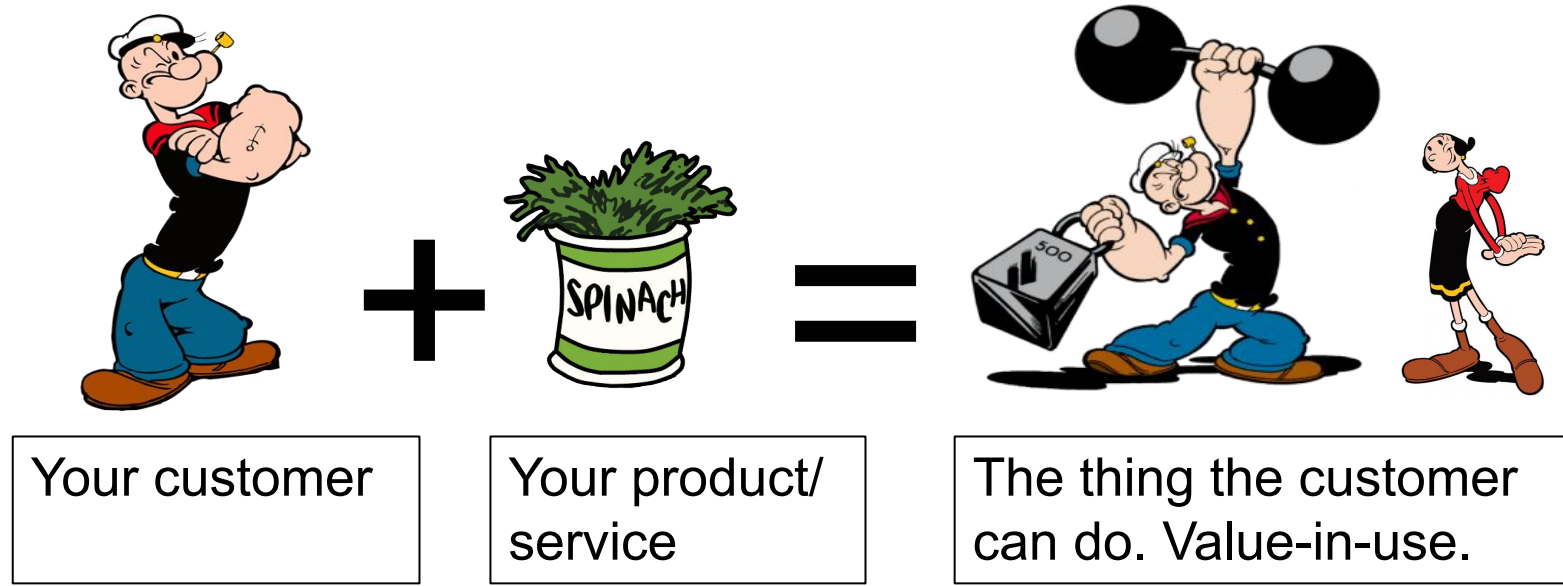 SPINACH
500
Your customer
Your product/
service
The thing the customer
can do. Value-in-use.